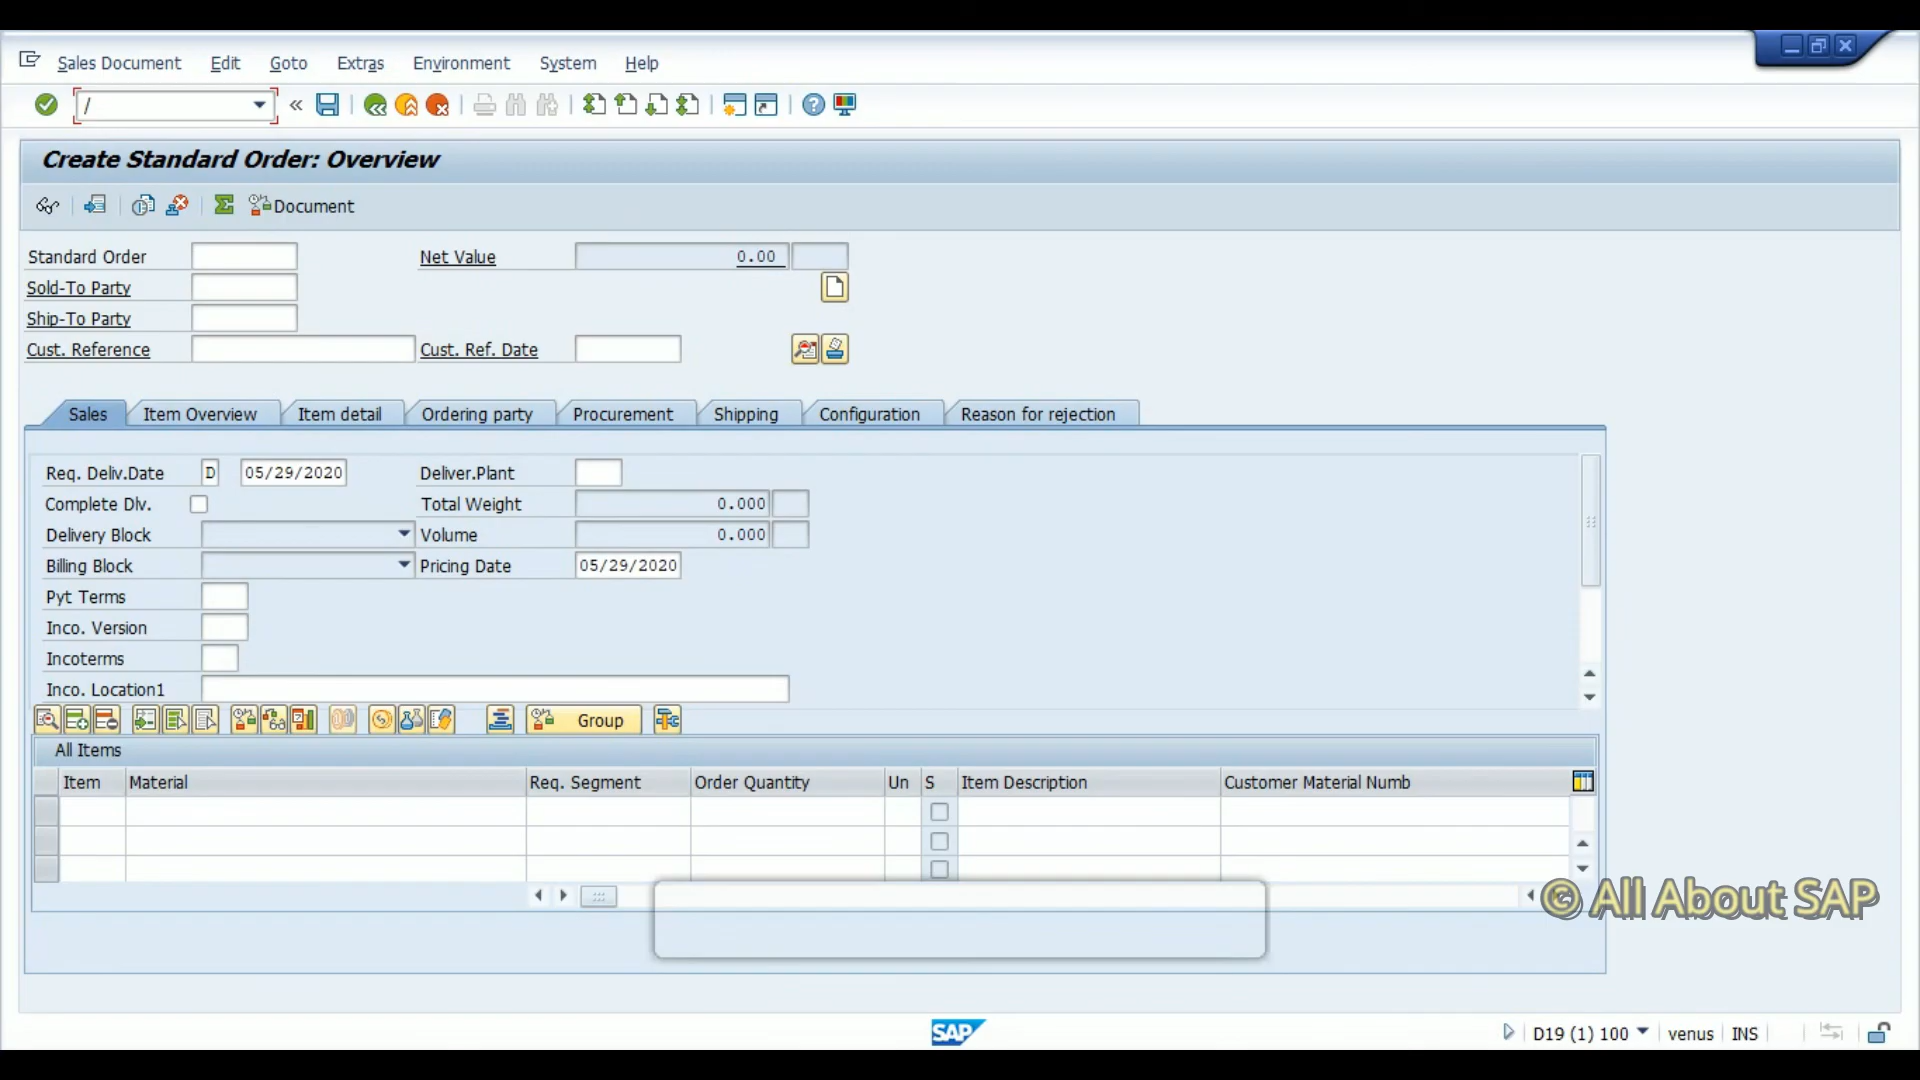 Sales Document Edit Goto Extras Environment System Help
/
Create Standard Order: Overview
Document
Standard Order Net Value 0.00
Sold-To Party
Ship-To Party
Cust. Reference Cust. Ref. Date
Sales Item Overview Item detail Ordering party Procurement Shipping Configuration Reason for rejection
Req. Deliv.Date D 05/29/2020 Deliver.Plant
Complete Dlv. Total Weight 0.000
Delivery Block Volume 0.000
Billing Block Pricing Date 05/29/2020
Pyt Terms
Inco. Version
Incoterms
Inco. Location1
Group
All Items
Item Material Req. Segment Order Quantity Un S Item Description Customer Material Numb
© All About SAP
SAP D19 (1) 100 venus INS